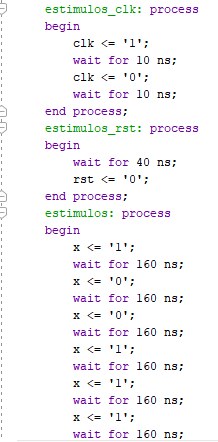 estimulos_clk: process
begin
clk <= '1';
wait for 10 ns;
clk <= '0';
wait for 10 ns;
end process;
estimulos_rst: process
begin
wait for 40 ns;
rst <= '0';
end process;
estimulos: process
begin
x <= '1';
wait for 160 ns;
x <= '0';
wait for 160 ns;
x <= '0';
wait for 160 ns;
x <= '1';
wait for 160 ns;
x <= '1';
wait for 160 ns;
x <= '1';
wait for 160 ns;